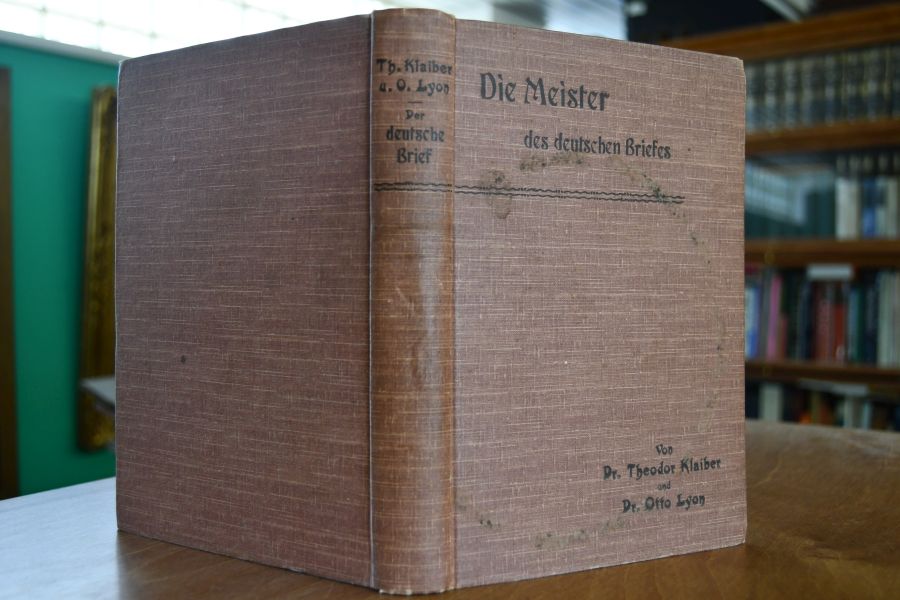 Th. Klaiber
u. O. Lyon
Der
deutsche
Brief
Die Meister
des deutschen Briefes
Von
Dr. Theodor Klaiber
und
Dr. Otto Lyon